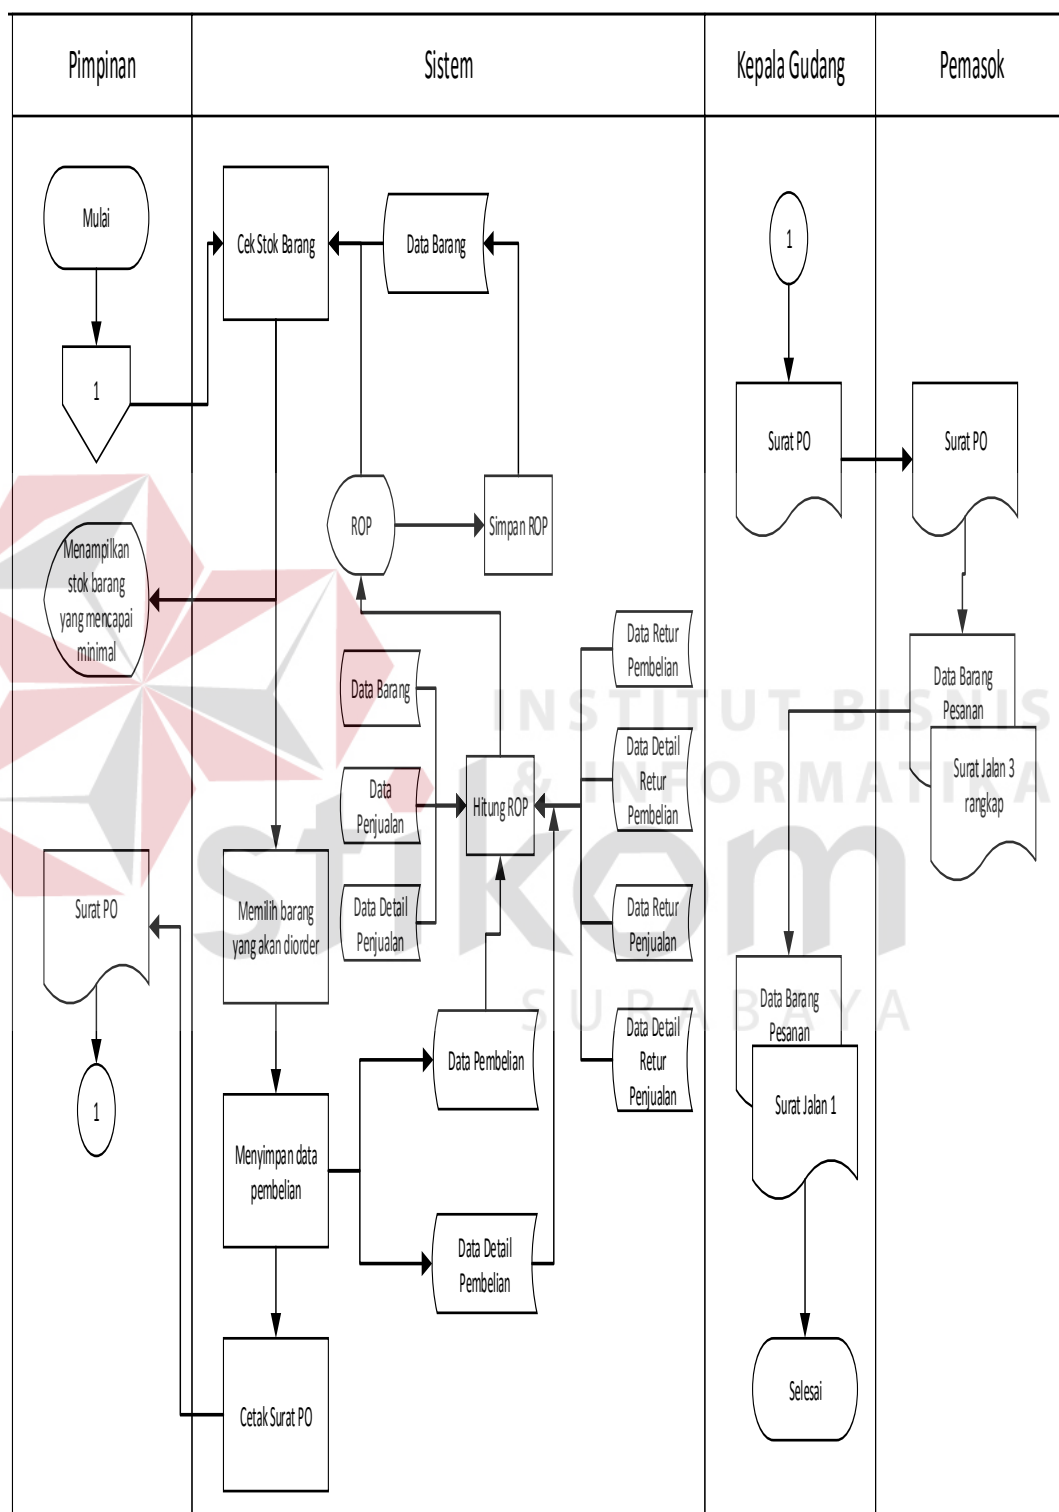 Pimpinan
Sistem
Kepala Gudang
Pemasok
Mulai
1
Menampilkan
stok barang
yang mencapai
minimal
Surat PO
1
Cek Stok Barang
Data Barang
ROP
Simpan ROP
Data Barang
Data
Penjualan
Data Detail
Penjualan
Hitung ROP
Data Retur
Pembelian
Data Detail
Retur
Pembelian
Data Retur
Penjualan
Data Detail
Retur
Penjualan
Memilih barang
yang akan diorder
Data Pembelian
Menyimpan data
pembelian
Data Detail
Pembelian
Cetak Surat PO
1
Surat PO
Data Barang
Pesanan
Surat Jalan 1
Selesai
Surat PO
Data Barang
Pesanan
Surat Jalan 3
rangkap
INSTITUT BISNIS
& INFORMATIKA
stikom
SURABAYA